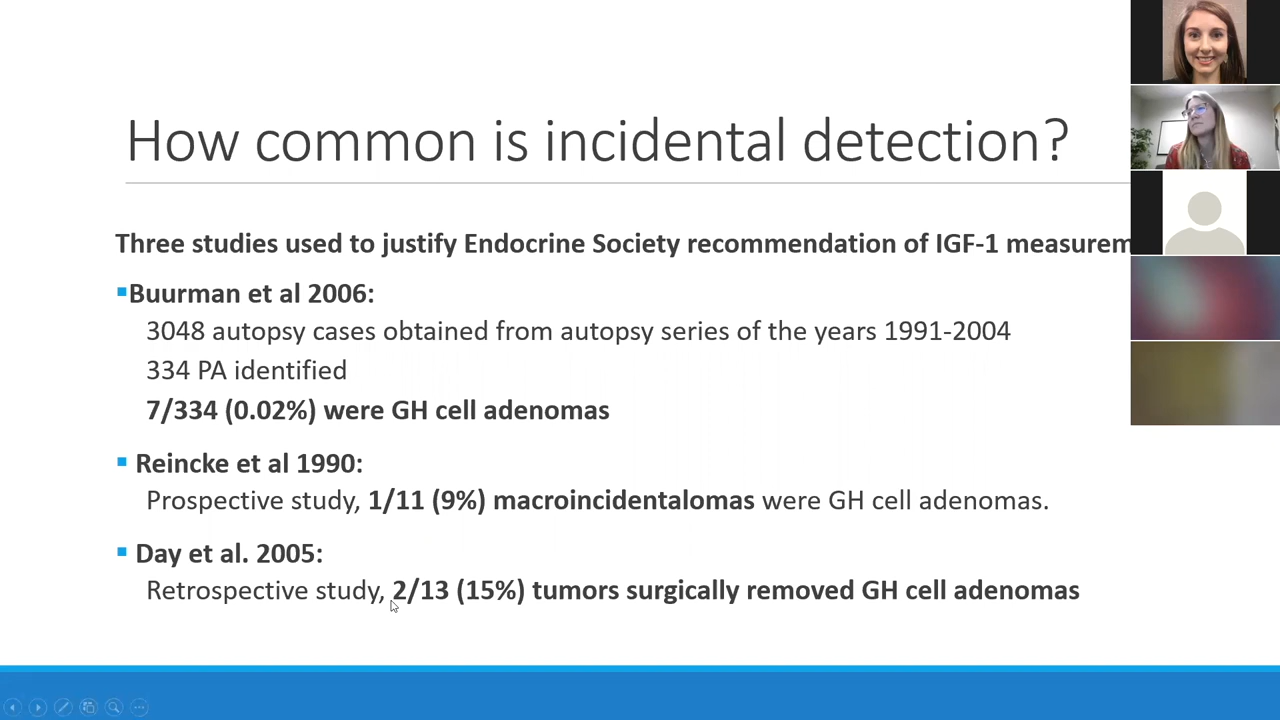 How common is incidental detection?
Three studies used to justify Endocrine Society recommendation of IGF-1 measurem
▪Buurman et al 2006:
3048 autopsy cases obtained from autopsy series of the years 1991-2004
334 PA identified
7/334 (0.02%) were GH cell adenomas
▪ Reincke et al 1990:
Prospective study, 1/11 (9%) macroincidentalomas were GH cell adenomas.
▪ Day et al. 2005:
Retrospective study, 2/13 (15%) tumors surgically removed GH cell adenomas